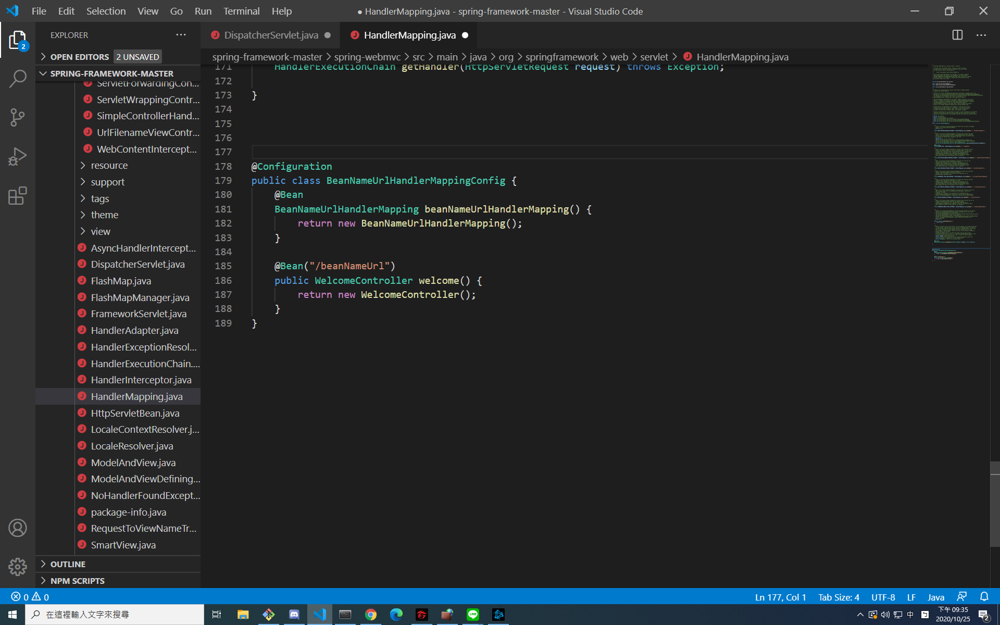 File Edit Selection View Go Run Terminal Help
● HandlerMapping.java - spring-framework-master - Visual Studio Code
EXPLORER
OPEN EDITORS 2 UNSAVED
SPRING-FRAMEWORK-MASTER
ServletForwardingCon...
ServletWrappingContr...
SimpleControllerHand...
UrlFilenameViewContr...
WebContentIntercept...
resource
support
tags
theme
view
AsyncHandlerIntercept...
DispatcherServlet.java
FlashMap.java
FlashMapManager.java
FrameworkServlet.java
HandlerAdapter.java
HandlerExceptionResol...
HandlerExecutionChain....
HandlerInterceptor.java
HandlerMapping.java
HttpServletBean.java
LocaleContextResolver.j...
LocaleResolver.java
ModelAndView.java
ModelAndViewDefining...
NoHandlerFoundExcept...
package-info.java
RequestToViewNameTr...
SmartView.java
OUTLINE
NPM SCRIPTS
2
DispatcherServlet.java ● HandlerMapping.java ●
spring-framework-master > spring-webmvc > src > main > java > org > springframework > web > servlet > HandlerMapping.java
171 HandlerExecutionChain getHandler(HttpServletRequest request) throws Exception;
172
173 }
174
175
176
177
178 @Configuration
179 public class BeanNameUrlHandlerMappingConfig {
180 @Bean
181 BeanNameUrlHandlerMapping beanNameUrlHandlerMapping() {
182 return new BeanNameUrlHandlerMapping();
183 }
184
185 @Bean("/beanNameUrl")
186 public WelcomeController welcome() {
187 return new WelcomeController();
188 }
189 }
0 0
Ln 177, Col 1 Tab Size: 4 UTF-8 LF Java
在這裡輸入文字來搜尋
中
下午 09:35
2020/10/25
2